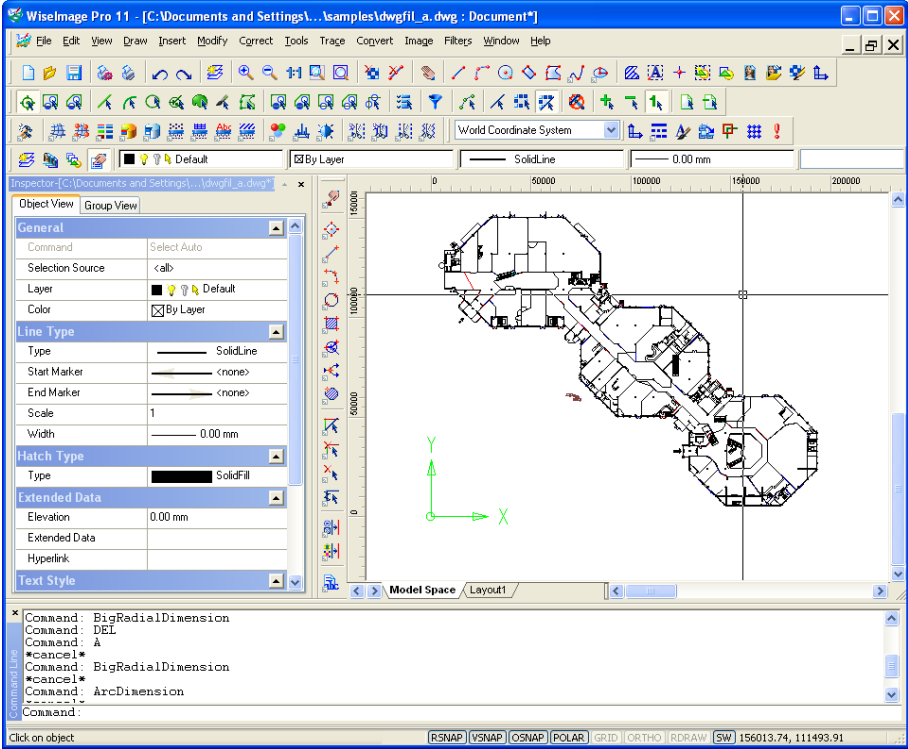 WiseImage Pro 11 - [C:\Documents and Settings\...\samples\dwgfil_a.dwg : Document*]
File Edit View Draw Insert Modify Correct Tools Trace Convert Image Filters Window Help
World Coordinate System
Default By Layer SolidLine 0.00 mm
Inspector-[C:\Documents and Settings\...\dwgfil_a.dwg*]
Object View Group View
General
Command Select Auto
Selection Source <all>
Layer Default
Color By Layer
Line Type
Type SolidLine
Start Marker <none>
End Marker <none>
Scale 1
Width 0.00 mm
Hatch Type
Type SolidFill
Extended Data
Elevation 0.00 mm
Extended Data
Hyperlink
Text Style
0 50000 100000 150000 200000
150000
100000
50000
0
Y
X
Model Space Layout1
Command Line
Command: BigRadialDimension
Command: DEL
Command: A
*cancel*
Command: BigRadialDimension
*cancel*
Command: ArcDimension
*cancel*
Command:
Click on object RSNAP VSNAP OSNAP POLAR GRID ORTHO RDRAW SW 156013.74, 111493.91